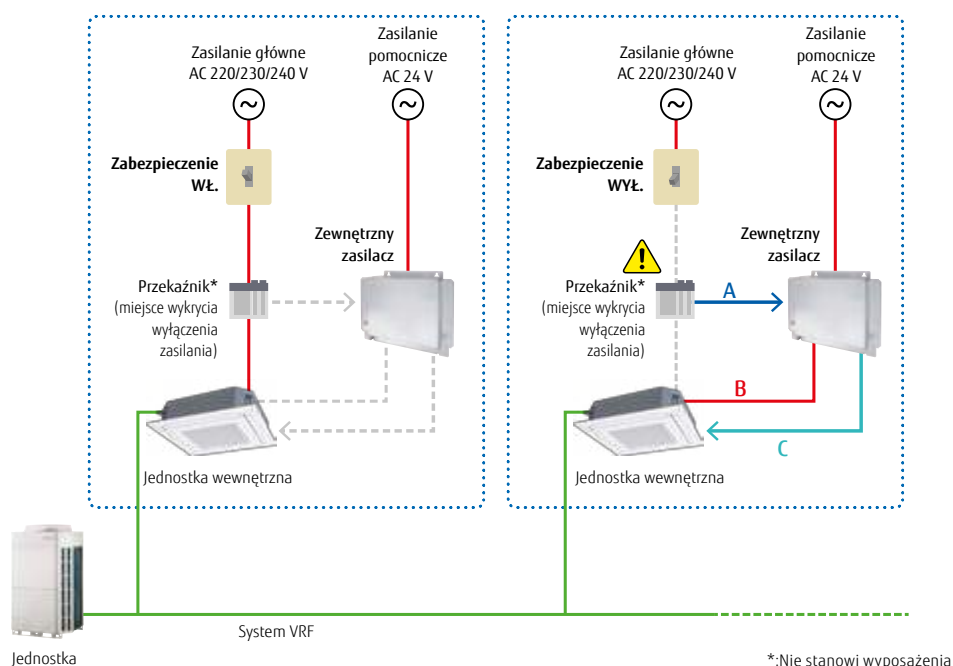 Zasilanie główne
AC 220/230/240 V
Zasilanie
pomocnicze
AC 24 V
Zabezpieczenie
WŁ.
Zewnętrzny
zasilacz
Przekaźnik*
(miejsce wykrycia
wyłączenia
zasilania)
Jednostka wewnętrzna
Zasilanie główne
AC 220/230/240 V
Zasilanie
pomocnicze
AC 24 V
Zabezpieczenie
WYŁ.
Zewnętrzny
zasilacz
Przekaźnik*
(miejsce wykrycia
wyłączenia
zasilania)
A
B
C
Jednostka wewnętrzna
System VRF
Jednostka
*:Nie stanowi wyposażenia